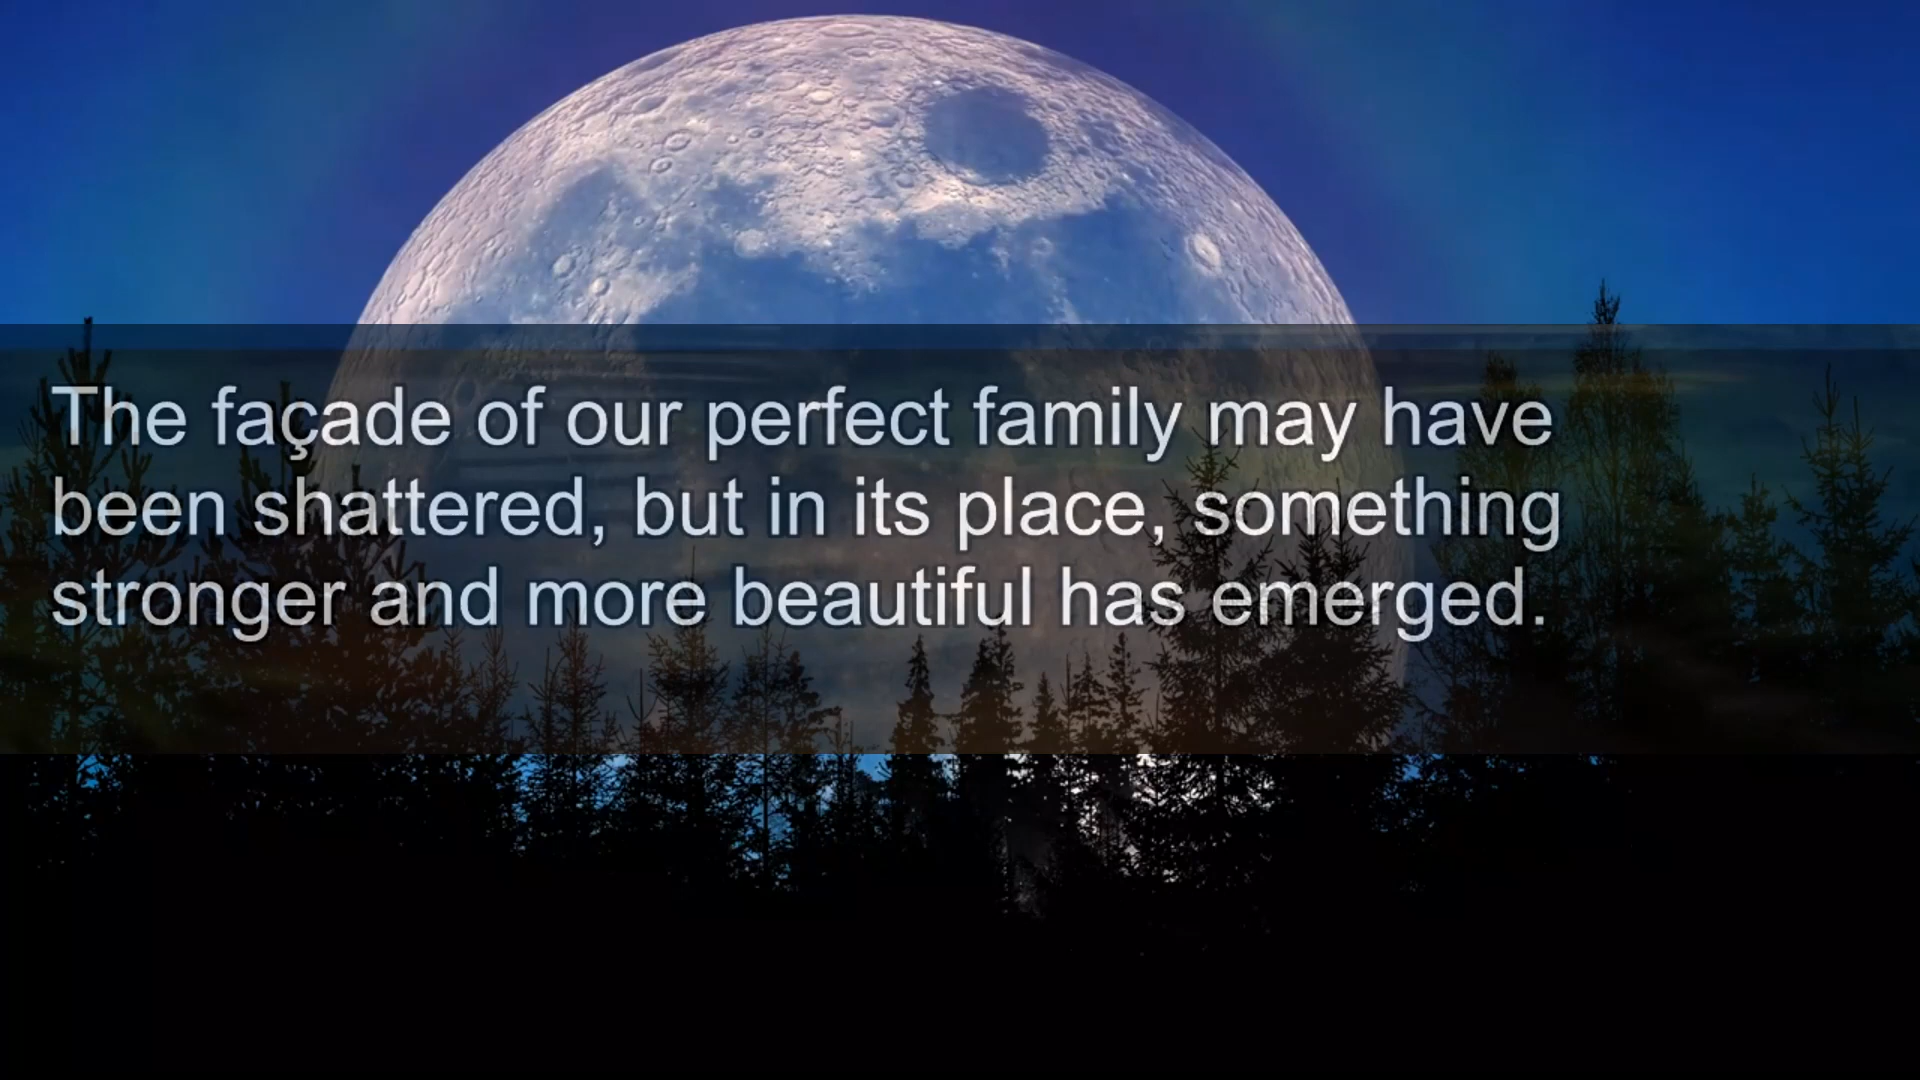 The façade of our perfect family may have
been shattered, but in its place, something
stronger and more beautiful has emerged.